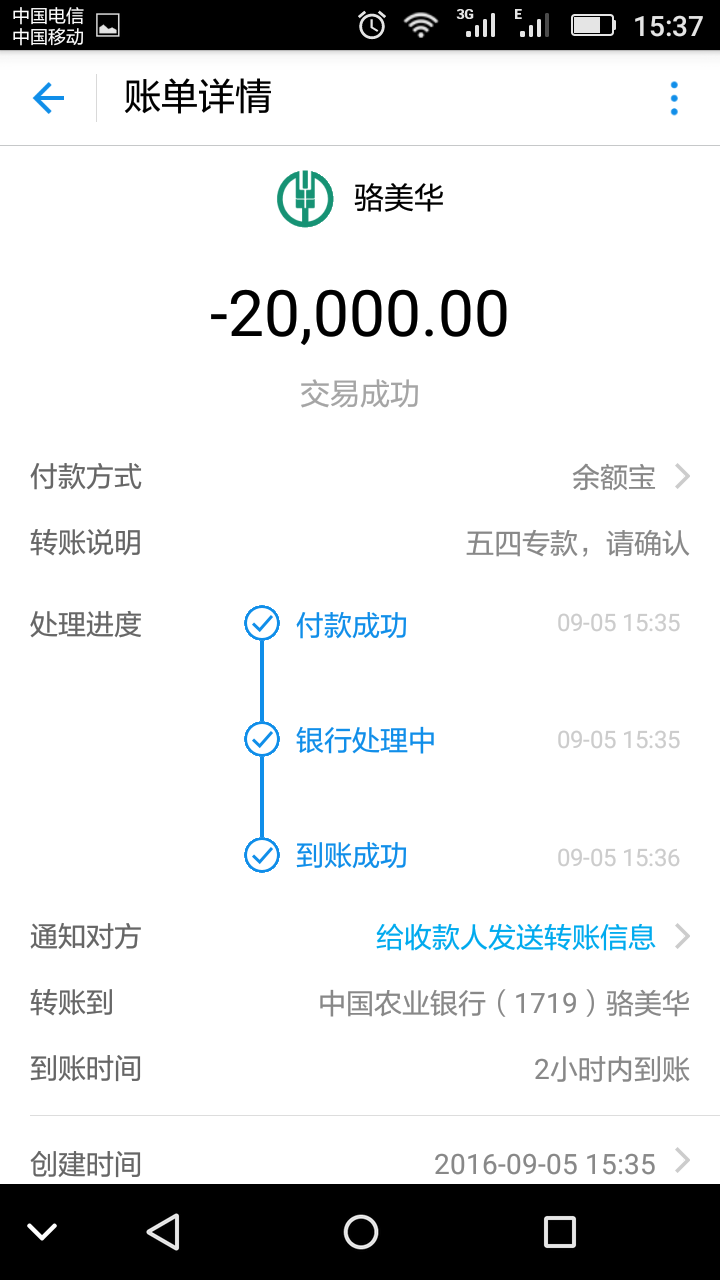 中国电信
中国移动
3G
E
15:37
账单详情
骆美华
-20,000.00
交易成功
付款方式 余额宝
转账说明 五四专款，请确认
处理进度 付款成功 09-05 15:35
银行处理中 09-05 15:35
到账成功 09-05 15:36
通知对方 给收款人发送转账信息
转账到 中国农业银行（1719）骆美华
到账时间 2小时内到账
创建时间 2016-09-05 15:35